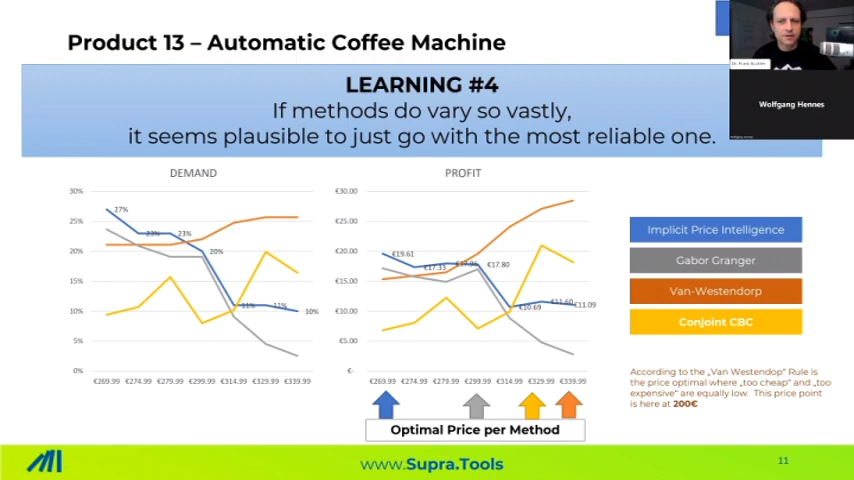 Product 13 – Automatic Coffee Machine
LEARNING #4
If methods do vary so vastly,
it seems plausible to just go with the most reliable one.
Wolfgang Hennes
DEMAND
30%
25%
20%
15%
10%
5%
0%
27%
23%
23%
20%
11%
11%
10%
€269.99 €274.99 €279.99 €299.99 €314.99 €329.99 €339.99
PROFIT
€30.00
€25.00
€20.00
€15.00
€10.00
€5.00
€-
€19.61
€17.33
€17.80
€10.69
€11.60
€11.09
€269.99 €274.99 €279.99 €299.99 €314.99 €329.99 €339.99
Optimal Price per Method
Implicit Price Intelligence
Gabor Granger
Van-Westendorp
Conjoint CBC
According to the „Van Westendop“ Rule is
the price optimal where „too cheap“ and „too
expensive“ are equally low. This price point
is here at 200€
www.Supra.Tools
11